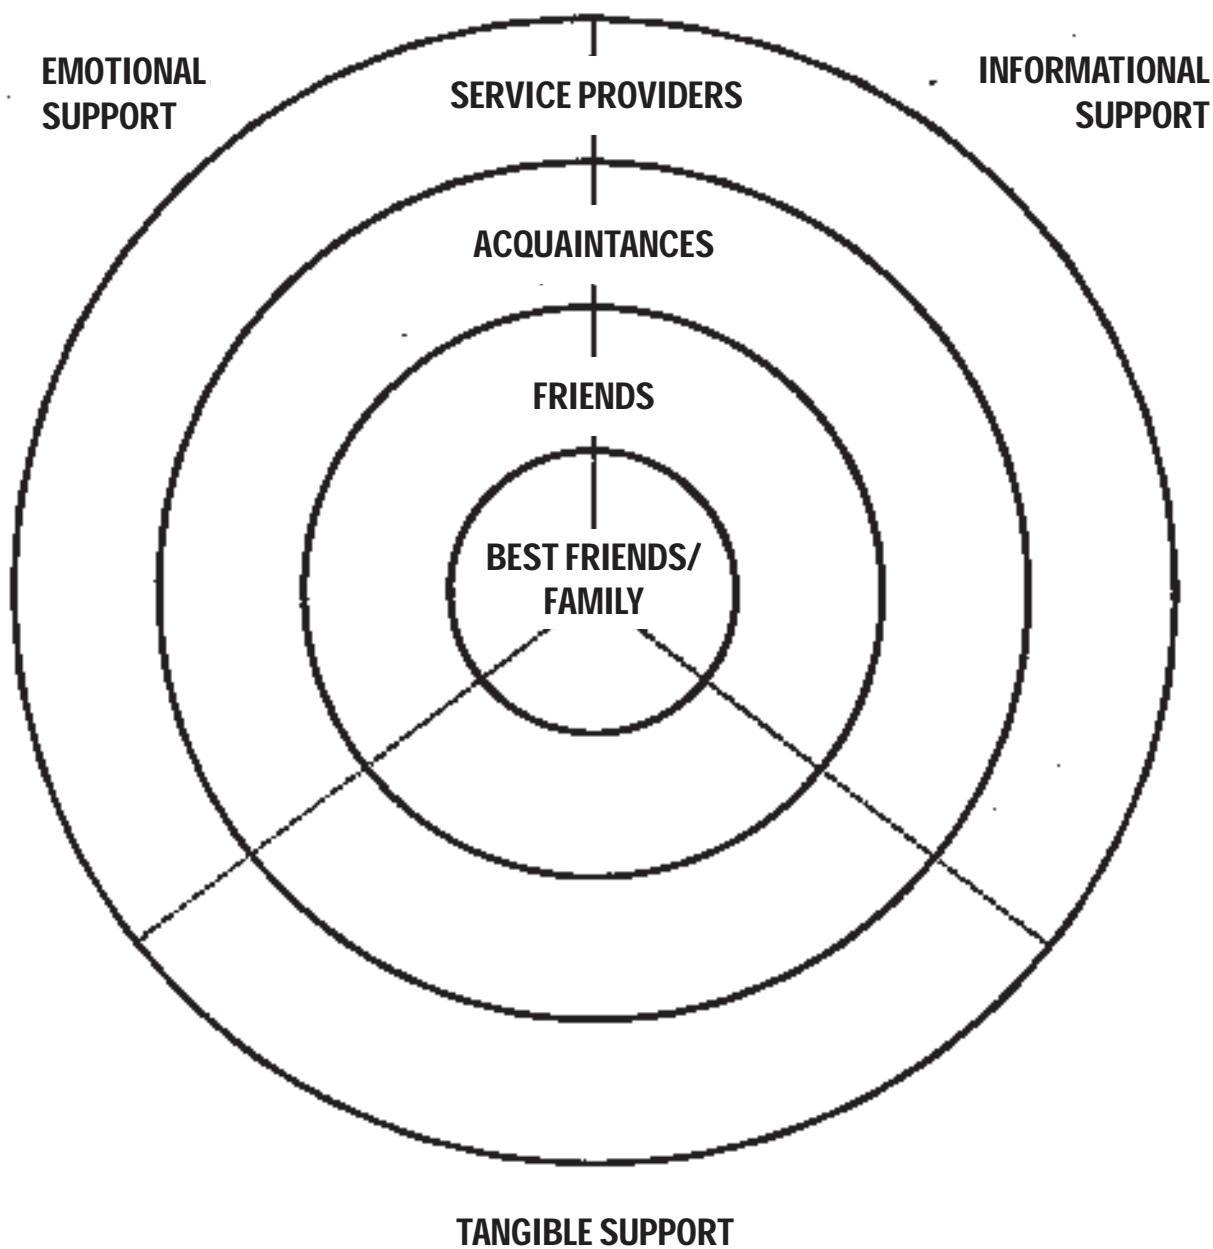 EMOTIONAL
SUPPORT
INFORMATIONAL
SUPPORT
SERVICE PROVIDERS
ACQUAINTANCES
FRIENDS
BEST FRIENDS/
FAMILY
TANGIBLE SUPPORT